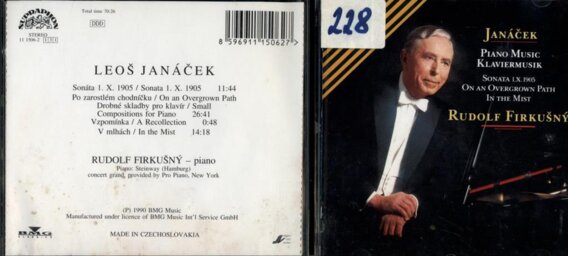 SUPRAPHON
STEREO
11 1506-2
Total time 70:26
DDD
8 596911 150627
LEOŠ JANÁČEK
Sonáta 1. X. 1905 / Sonata 1. X. 1905 11:44
Po zarostlém chodníčku / On an Overgrown Path
Drobné skladby pro klavír / Small
Compositions for Piano 26:41
Vzpomínka / A Recollection 0:48
V mlhách / In the Mist 14:18
RUDOLF FIRKUŠNÝ – piano
Piano: Steinway (Hamburg)
concert grand, provided by Pro Piano, New York
(P) 1990 BMG Music
Manufactured under licence of BMG Music Int'l Service GmbH
BMG
MADE IN CZECHOSLOVAKIA
228
JANÁČEK
PIANO MUSIC
KLAVIERMUSIK
SONATA 1.X.1905
ON AN OVERGROWN PATH
IN THE MIST
RUDOLF FIRKUŠNÝ